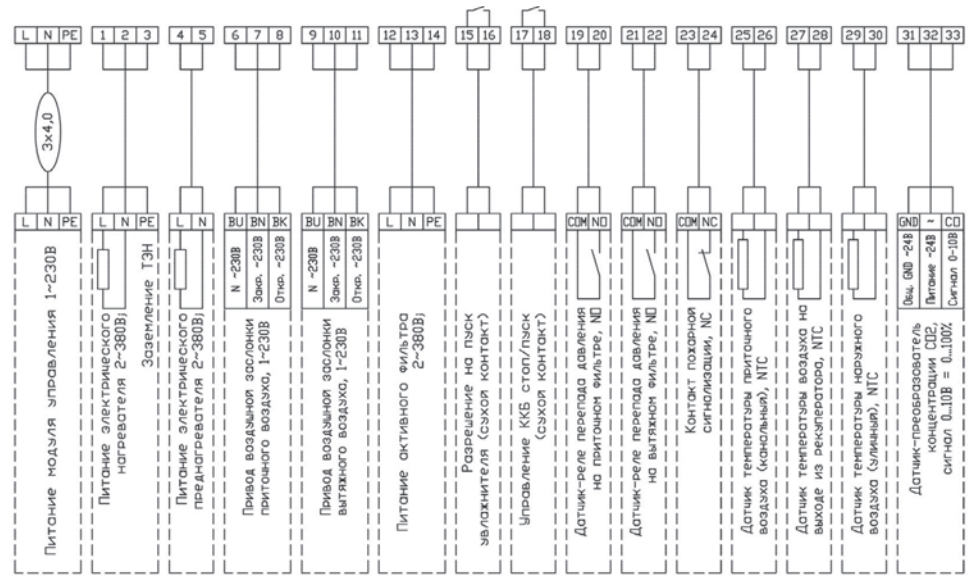 L N PE
1 2 3
4 5
6 7 8
9 10 11
12 13 14
15 16
17 18
19 20
21 22
23 24
25 26
27 28
29 30
31 32 33
3x4,0
L N PE
Питание модуля управления 1~230В
L N PE
Питание электрического
нагревателя 2~380В;
Заземление ТЭН
L N
Питание электрического
преднагревателя 2~380В;
BU BN BK
N ~230В
Закр. ~230В
Откр. ~230В
Привод воздушной заслонки
приточного воздуха, 1~230В
BU BN BK
N ~230В
Закр. ~230В
Откр. ~230В
Привод воздушной заслонки
вытяжного воздуха, 1~230В
L N PE
Питание активного фильтра
2~380В;
Разрешение на пуск
увлажнителя (сухой контакт)
Управление ККБ стоп/пуск
(сухой контакт)
COM NO
Датчик-реле перепада давления
на приточном фильтре, NO
COM NO
Датчик-реле перепада давления
на вытяжном фильтре, NO
COM NC
Контакт пожарной
сигнализации, NC
Датчик температуры приточного
воздуха (канальный), NTC
Датчик температуры воздуха на
выходе из рекуператора, NTC
Датчик температуры наружного
воздуха (уличный), NTC
GND ~ CO
Общ. GND ~24В
Питание ~24В
Сигнал 0-10В
Датчик-преобразователь
концентрации CO2,
сигнал 0...10В = 0...100%